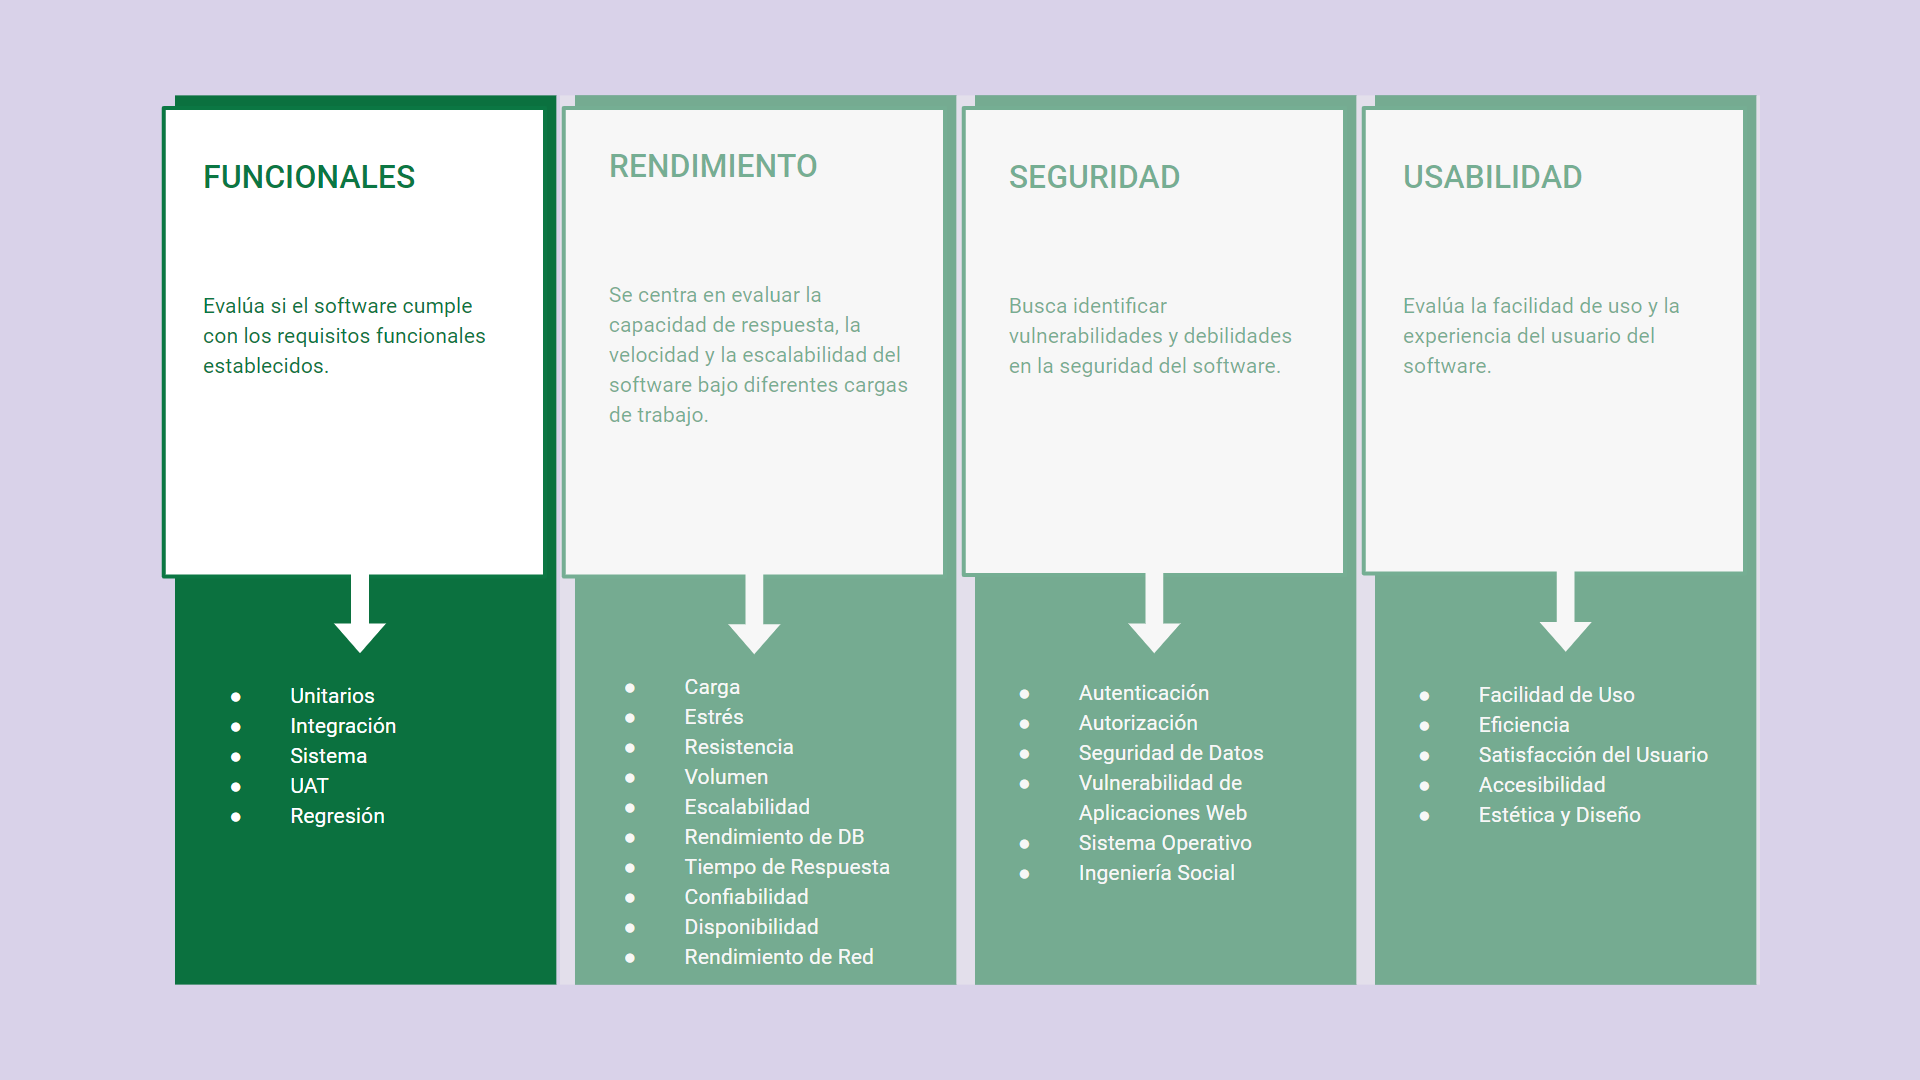 FUNCIONALES
Evalúa si el software cumple
con los requisitos funcionales
establecidos.
● Unitarios
● Integración
● Sistema
● UAT
● Regresión
RENDIMIENTO
Se centra en evaluar la
capacidad de respuesta, la
velocidad y la escalabilidad del
software bajo diferentes cargas
de trabajo.
● Carga
● Estrés
● Resistencia
● Volumen
● Escalabilidad
● Rendimiento de DB
● Tiempo de Respuesta
● Confiabilidad
● Disponibilidad
● Rendimiento de Red
SEGURIDAD
Busca identificar
vulnerabilidades y debilidades
en la seguridad del software.
● Autenticación
● Autorización
● Seguridad de Datos
● Vulnerabilidad de
Aplicaciones Web
● Sistema Operativo
● Ingeniería Social
USABILIDAD
Evalúa la facilidad de uso y la
experiencia del usuario del
software.
● Facilidad de Uso
● Eficiencia
● Satisfacción del Usuario
● Accesibilidad
● Estética y Diseño